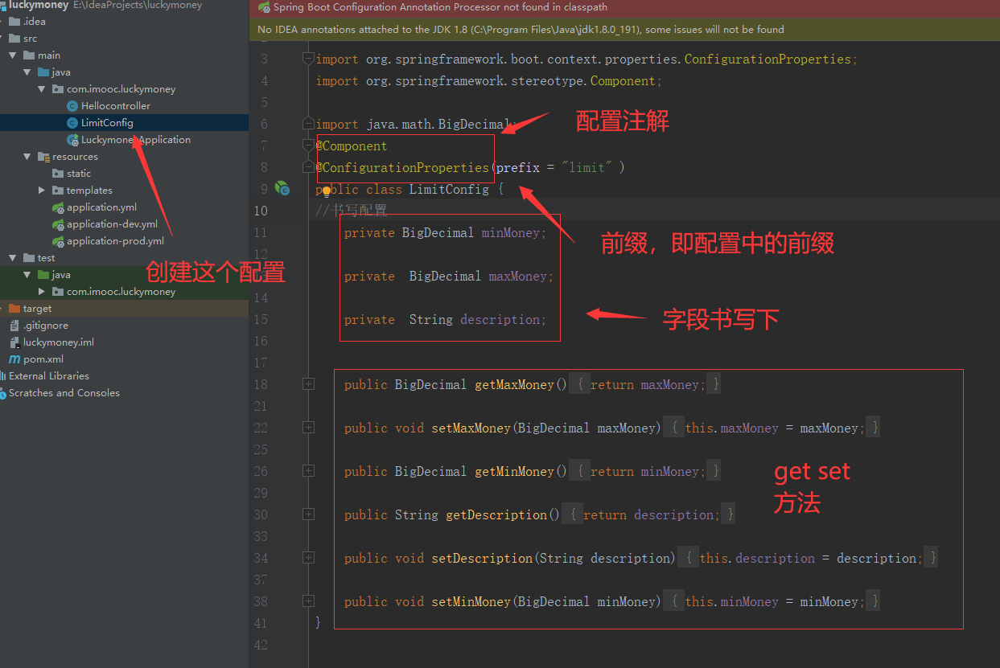 luckymoney E:\IdeaProjects\luckymoney
.idea
src
main
java
com.imooc.luckymoney
Hellocontroller
LimitConfig
Application
resources
static
templates
application.yml
application-dev.yml
application-prod.yml
test
java
com.imooc.luckymoney
target
.gitignore
luckymoney.iml
pom.xml
External Libraries
Scratches and Consoles
创建这个配置
Spring Boot Configuration Annotation Processor not found in classpath
No IDEA annotations attached to the JDK 1.8 (C:\Program Files\Java\jdk1.8.0_191), some issues will not be found
3 import org.springframework.boot.context.properties.ConfigurationProperties;
4 import org.springframework.stereotype.Component;
5
6 import java.math.BigDecimal;
配置注解
7 @Component
8 @ConfigurationProperties(prefix = "limit" )
9 public class LimitConfig {
10 //书写配置
11 private BigDecimal minMoney;
前缀，即配置中的前缀
12
private BigDecimal maxMoney;
14
15 private String description;
字段书写下
16
17
18 public BigDecimal getMaxMoney() { return maxMoney; }
21
22 public void setMaxMoney(BigDecimal maxMoney) { this.maxMoney = maxMoney; }
25
26 public BigDecimal getMinMoney() { return minMoney; }
get set
方法
29
30 public String getDescription() { return description; }
33
34 public void setDescription(String description) { this.description = description; }
37
38 public void setMinMoney(BigDecimal minMoney) { this.minMoney = minMoney; }
41 }
42